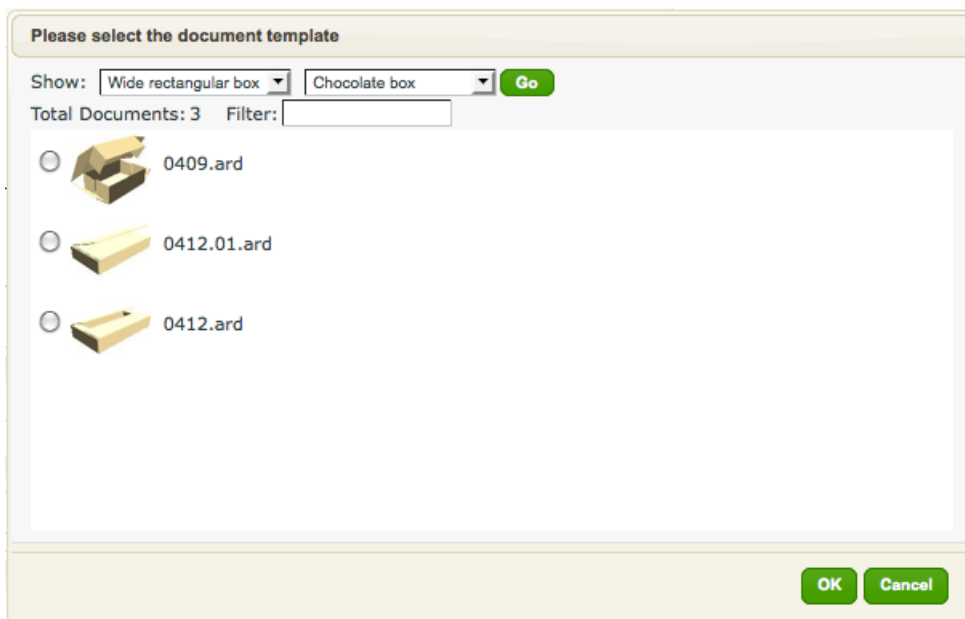 Please select the document template
Show: Wide rectangular box Chocolate box Go
Total Documents: 3 Filter:
0409.ard
0412.01.ard
0412.ard
OK Cancel